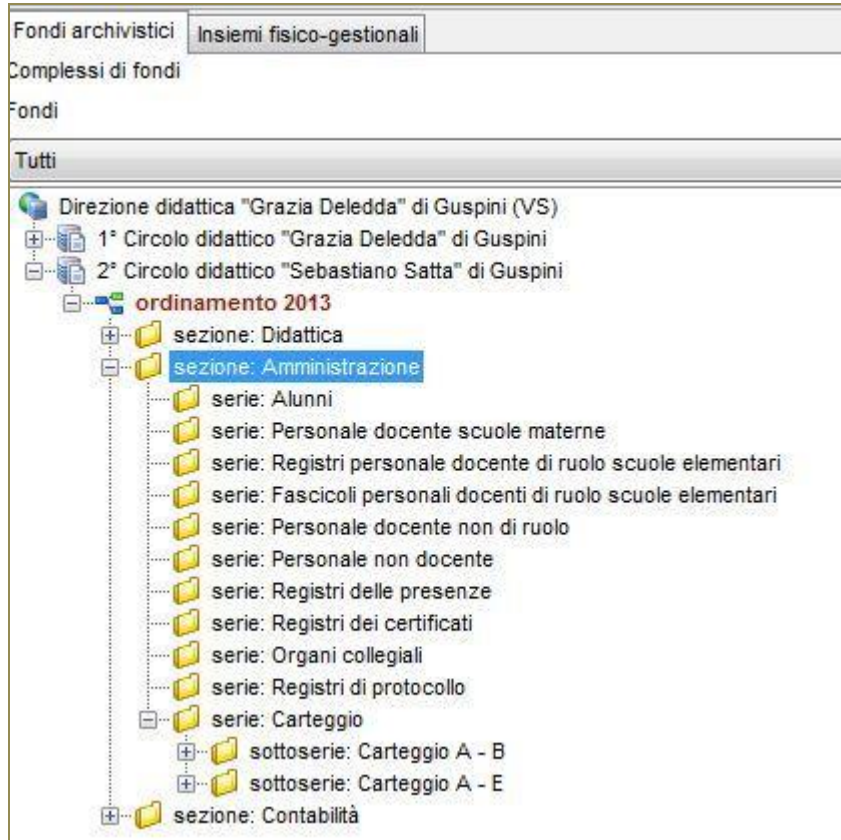 Fondi archivistici Insiemi fisico-gestionali
Complessi di fondi
Fondi
Tutti
Direzione didattica "Grazia Deledda" di Guspini (VS)
1° Circolo didattico "Grazia Deledda" di Guspini
2° Circolo didattico "Sebastiano Satta" di Guspini
ordinamento 2013
sezione: Didattica
sezione: Amministrazione
serie: Alunni
serie: Personale docente scuole materne
serie: Registri personale docente di ruolo scuole elementari
serie: Fascicoli personali docenti di ruolo scuole elementari
serie: Personale docente non di ruolo
serie: Personale non docente
serie: Registri delle presenze
serie: Registri dei certificati
serie: Organi collegiali
serie: Registri di protocollo
serie: Carteggio
sottoserie: Carteggio A - B
sottoserie: Carteggio A - E
sezione: Contabilità